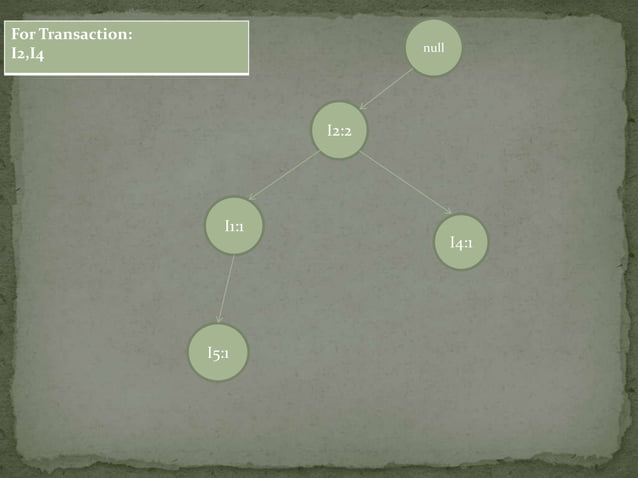 For Transaction:
I2,I4
null
I2:2
I1:1
I4:1
I5:1